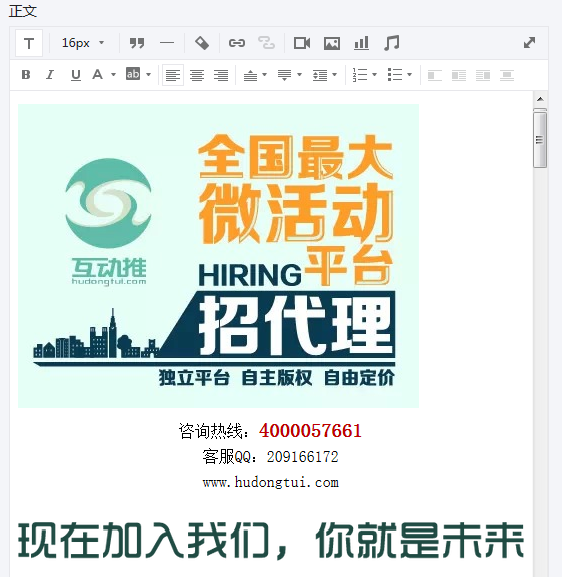 正文
T 16px
B I U A ab
全国最大
微活动
平台
互动推
hudongtui.com
HIRING
招代理
独立平台 自主版权 自由定价
咨询热线：4000057661
客服QQ：209166172
www.hudongtui.com
现在加入我们，你就是未来